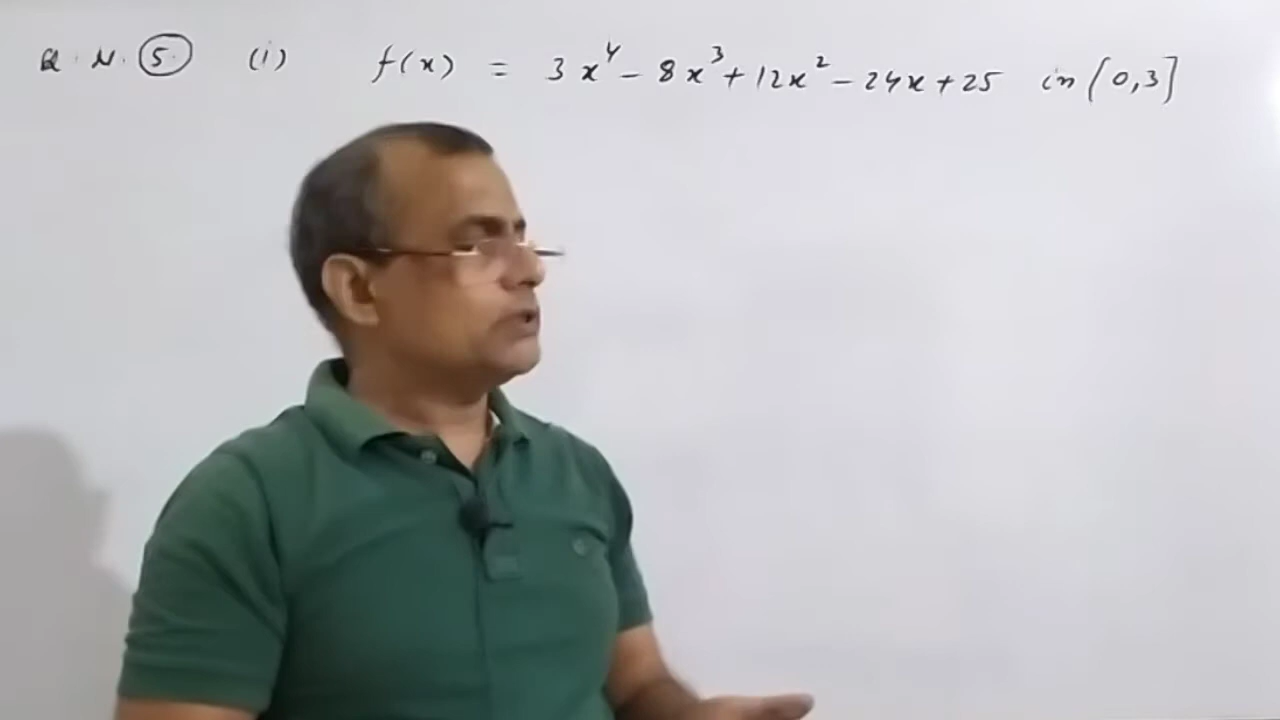 Q. N. 5. (i) f(x) = 3x⁴ - 8x³ + 12x² - 24x + 25 in [0,3]